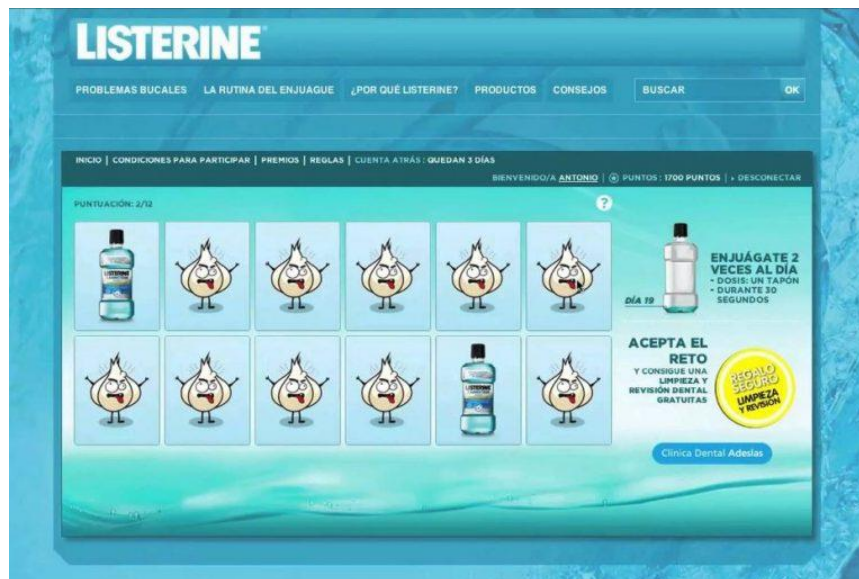 LISTERINE
PROBLEMAS BUCALES LA RUTINA DEL ENJUAGUE ¿POR QUÉ LISTERINE? PRODUCTOS CONSEJOS BUSCAR OK
INICIO | CONDICIONES PARA PARTICIPAR | PREMIOS | REGLAS | CUENTA ATRÁS: QUEDAN 3 DÍAS
BIENVENIDO/A ANTONIO | PUNTOS: 1700 PUNTOS | DESCONECTAR
PUNTUACIÓN: 2/12
?
LISTERINE
LISTERINE
DÍA 19
ENJUÁGATE 2
VECES AL DÍA
- DOSIS: UN TAPÓN
- DURANTE 30
SEGUNDOS
ACEPTA EL
RETO
Y CONSIGUE UNA
LIMPIEZA Y
REVISIÓN DENTAL
GRATUITAS
REGALO
SEGURO
LIMPIEZA
Y REVISIÓN
Clínica Dental Adeslas